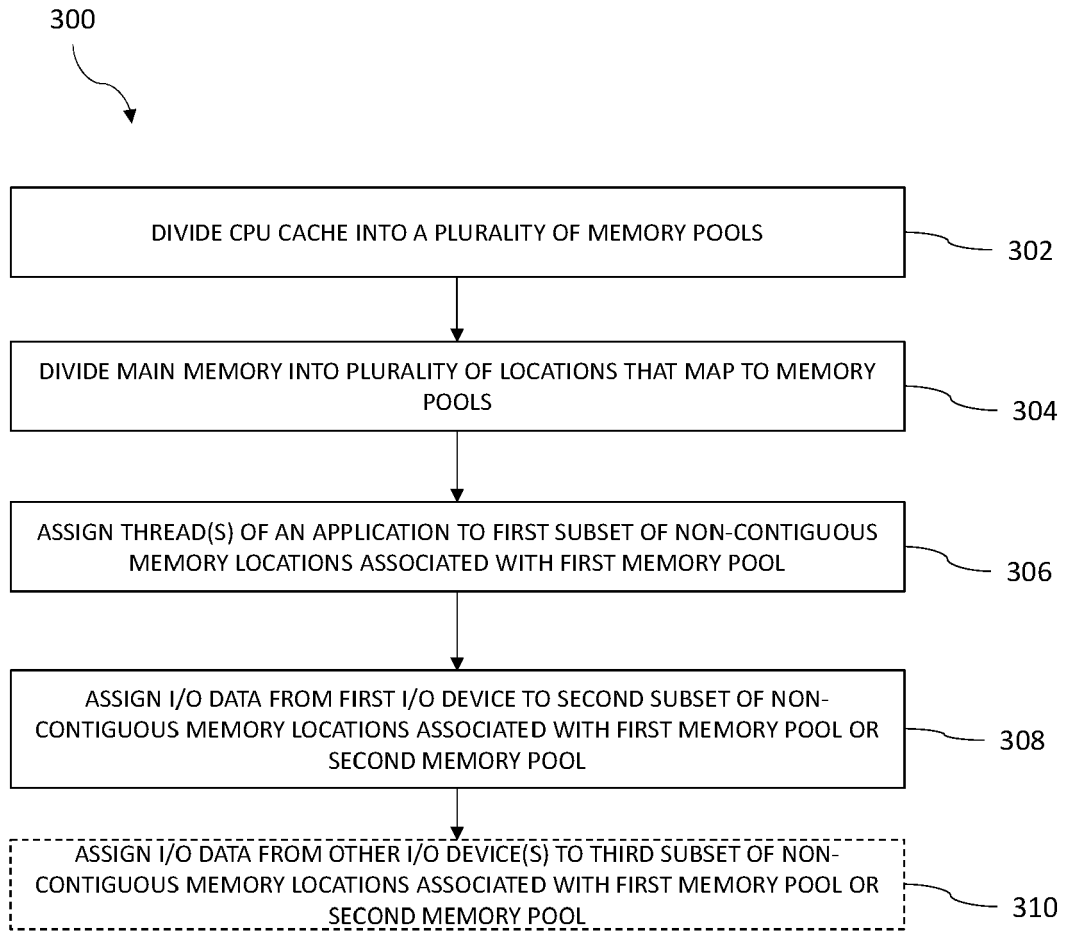 300
DIVIDE CPU CACHE INTO A PLURALITY OF MEMORY POOLS
302
DIVIDE MAIN MEMORY INTO PLURALITY OF LOCATIONS THAT MAP TO MEMORY
POOLS
304
ASSIGN THREAD(S) OF AN APPLICATION TO FIRST SUBSET OF NON-CONTIGUOUS
MEMORY LOCATIONS ASSOCIATED WITH FIRST MEMORY POOL
306
ASSIGN I/O DATA FROM FIRST I/O DEVICE TO SECOND SUBSET OF NON-
CONTIGUOUS MEMORY LOCATIONS ASSOCIATED WITH FIRST MEMORY POOL OR
SECOND MEMORY POOL
308
ASSIGN I/O DATA FROM OTHER I/O DEVICE(S) TO THIRD SUBSET OF NON-
CONTIGUOUS MEMORY LOCATIONS ASSOCIATED WITH FIRST MEMORY POOL OR
SECOND MEMORY POOL
310